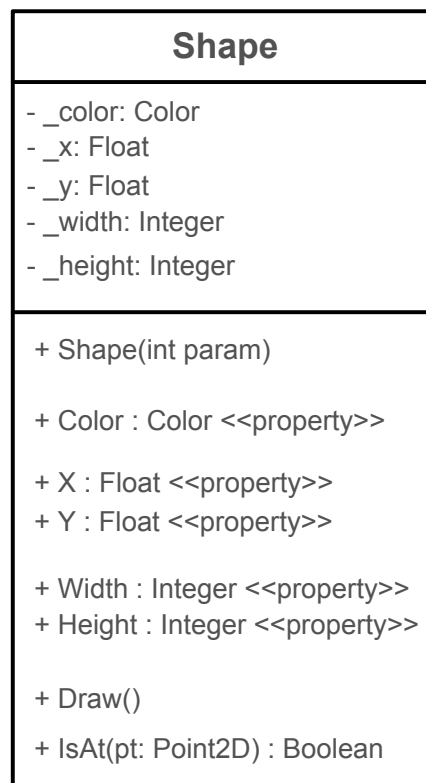 Shape
- _color: Color
- _x: Float
- _y: Float
- _width: Integer
- _height: Integer
+ Shape(int param)
+ Color : Color <<property>>
+ X : Float <<property>>
+ Y : Float <<property>>
+ Width : Integer <<property>>
+ Height : Integer <<property>>
+ Draw()
+ IsAt(pt: Point2D) : Boolean